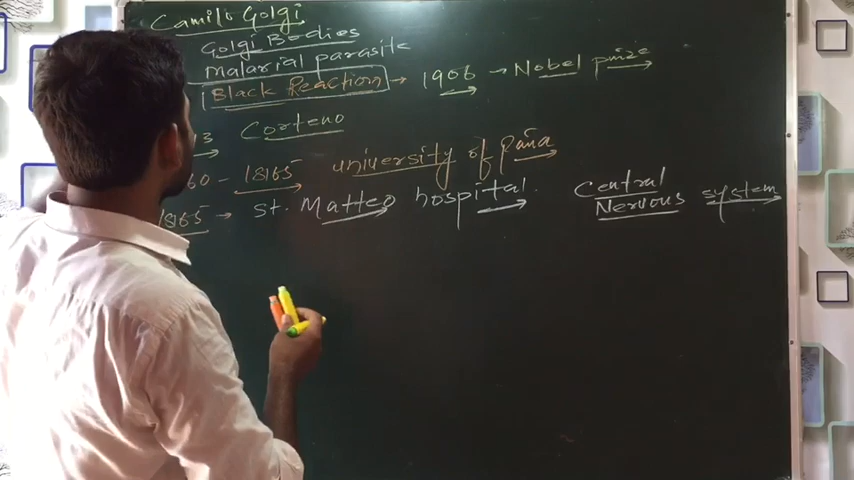 Camilo Golgi
Golgi Bodies
Malarial parasite
Black Reaction → 1906 → Nobel prize
3 Corteno
60 - 1865 university of Paña
1865 → St. Matteo hospital. Central Nervous system